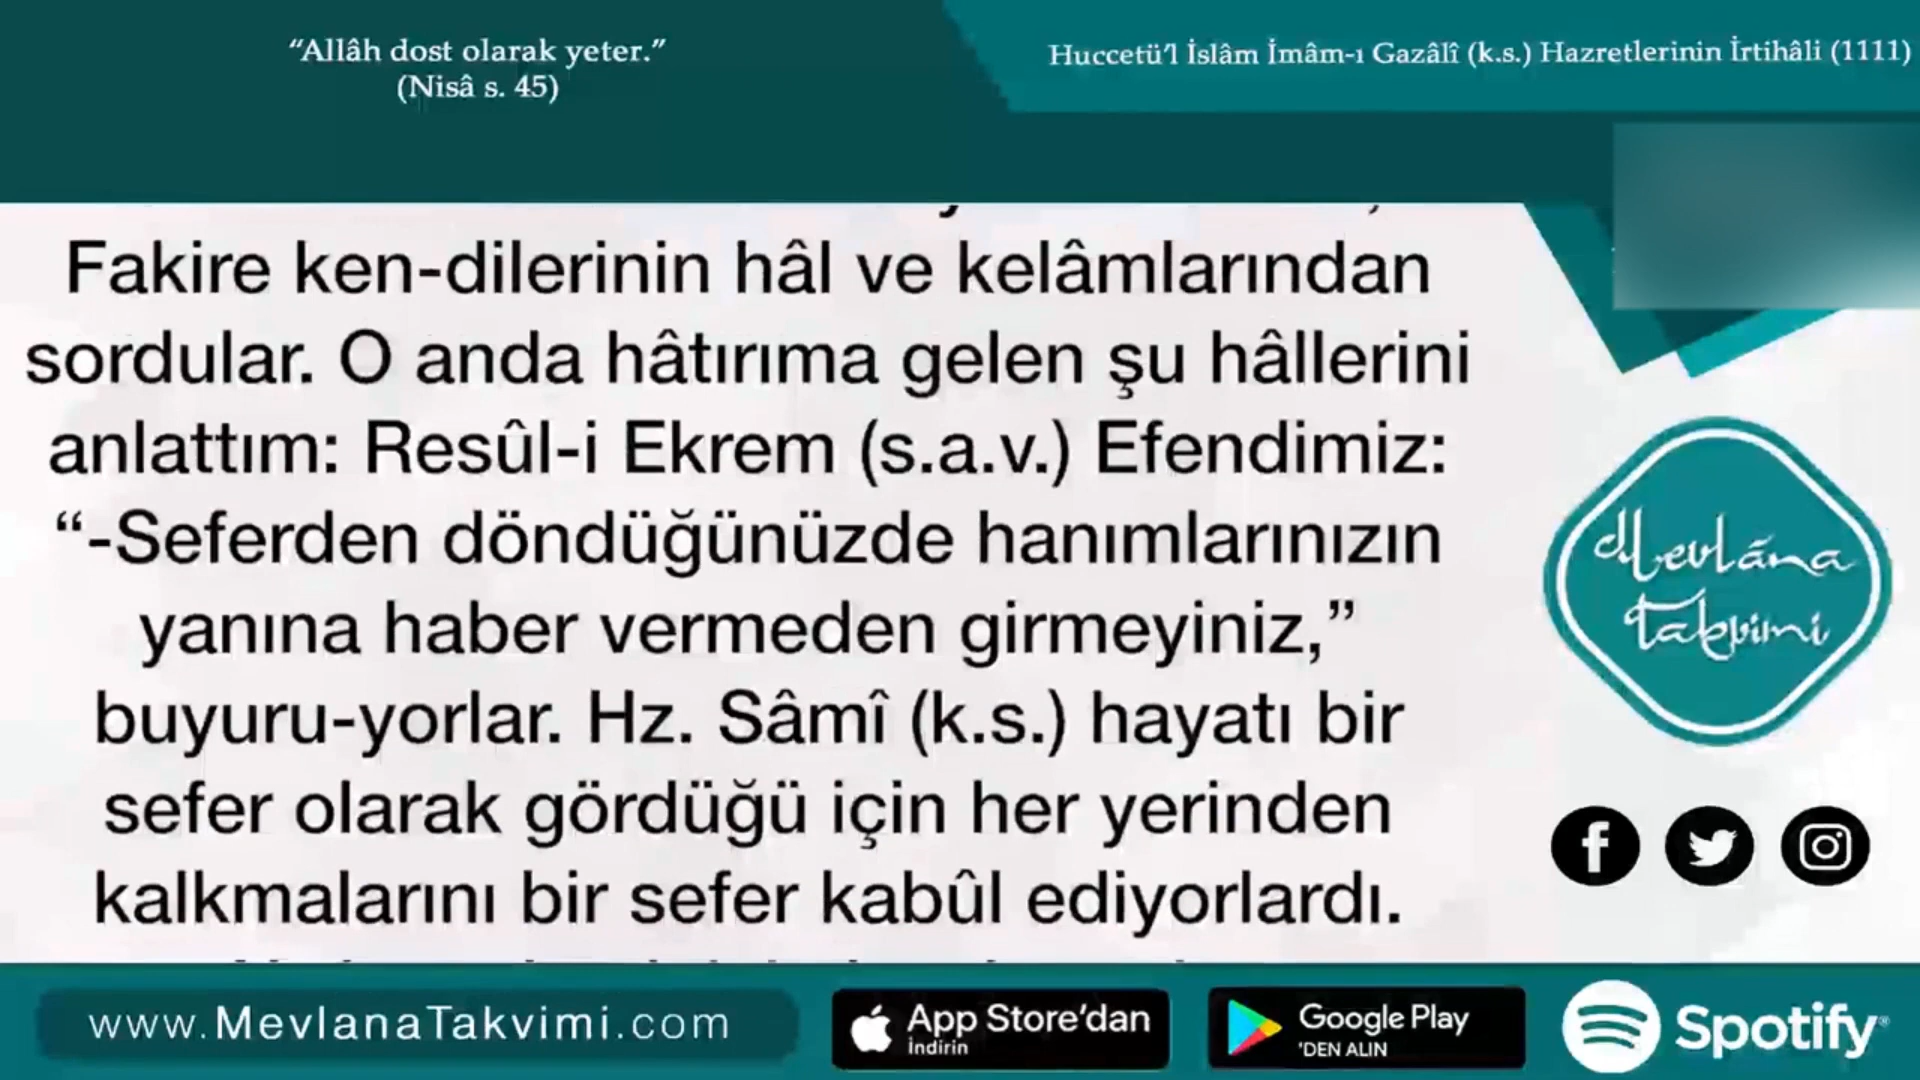 “Allâh dost olarak yeter.”
(Nisâ s. 45)
Huccetü’l İslâm İmâm-ı Gazâlî (k.s.) Hazretlerinin İrtihâli (1111)
Fakire ken-dilerinin hâl ve kelâmlarından
sordular. O anda hâtırıma gelen şu hâllerini
anlattım: Resûl-i Ekrem (s.a.v.) Efendimiz:
“-Seferden döndüğünüzde hanımlarınızın
yanına haber vermeden girmeyiniz,”
buyuru-yorlar. Hz. Sâmî (k.s.) hayatı bir
sefer olarak gördüğü için her yerinden
kalkmalarını bir sefer kabûl ediyorlardı.
Mevlâna
Takvimi
www.MevlanaTakvimi.com
App Store’dan
İndirin
Google Play
’DEN ALIN
Spotify